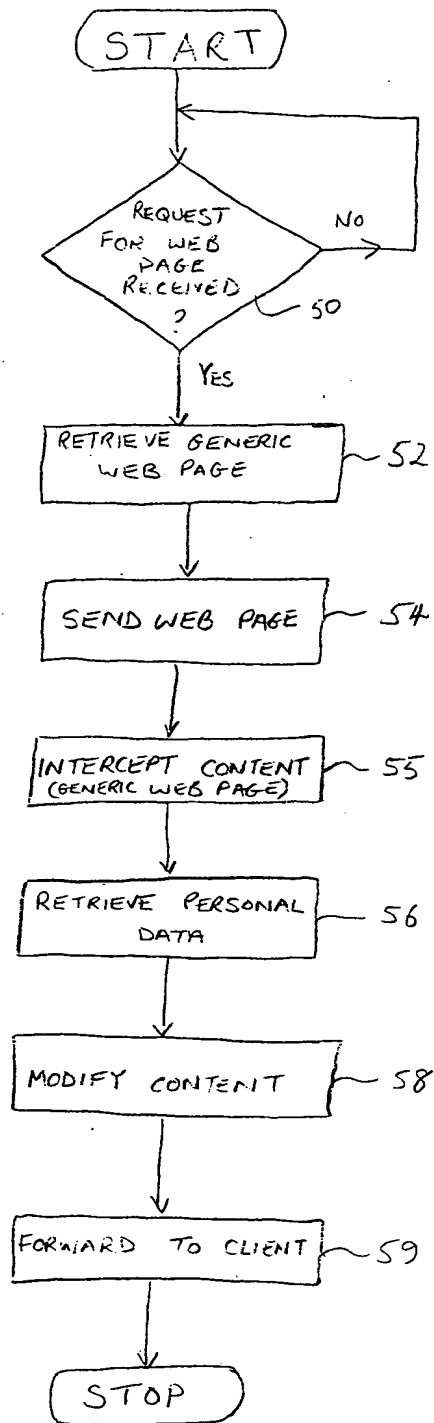 START
REQUEST
FOR WEB
PAGE
RECEIVED
?
NO
50
YES
RETRIEVE GENERIC
WEB PAGE
52
SEND WEB PAGE
54
INTERCEPT CONTENT
(GENERIC WEB PAGE)
55
RETRIEVE PERSONAL
DATA
56
MODIFY CONTENT
58
FORWARD TO CLIENT
59
STOP